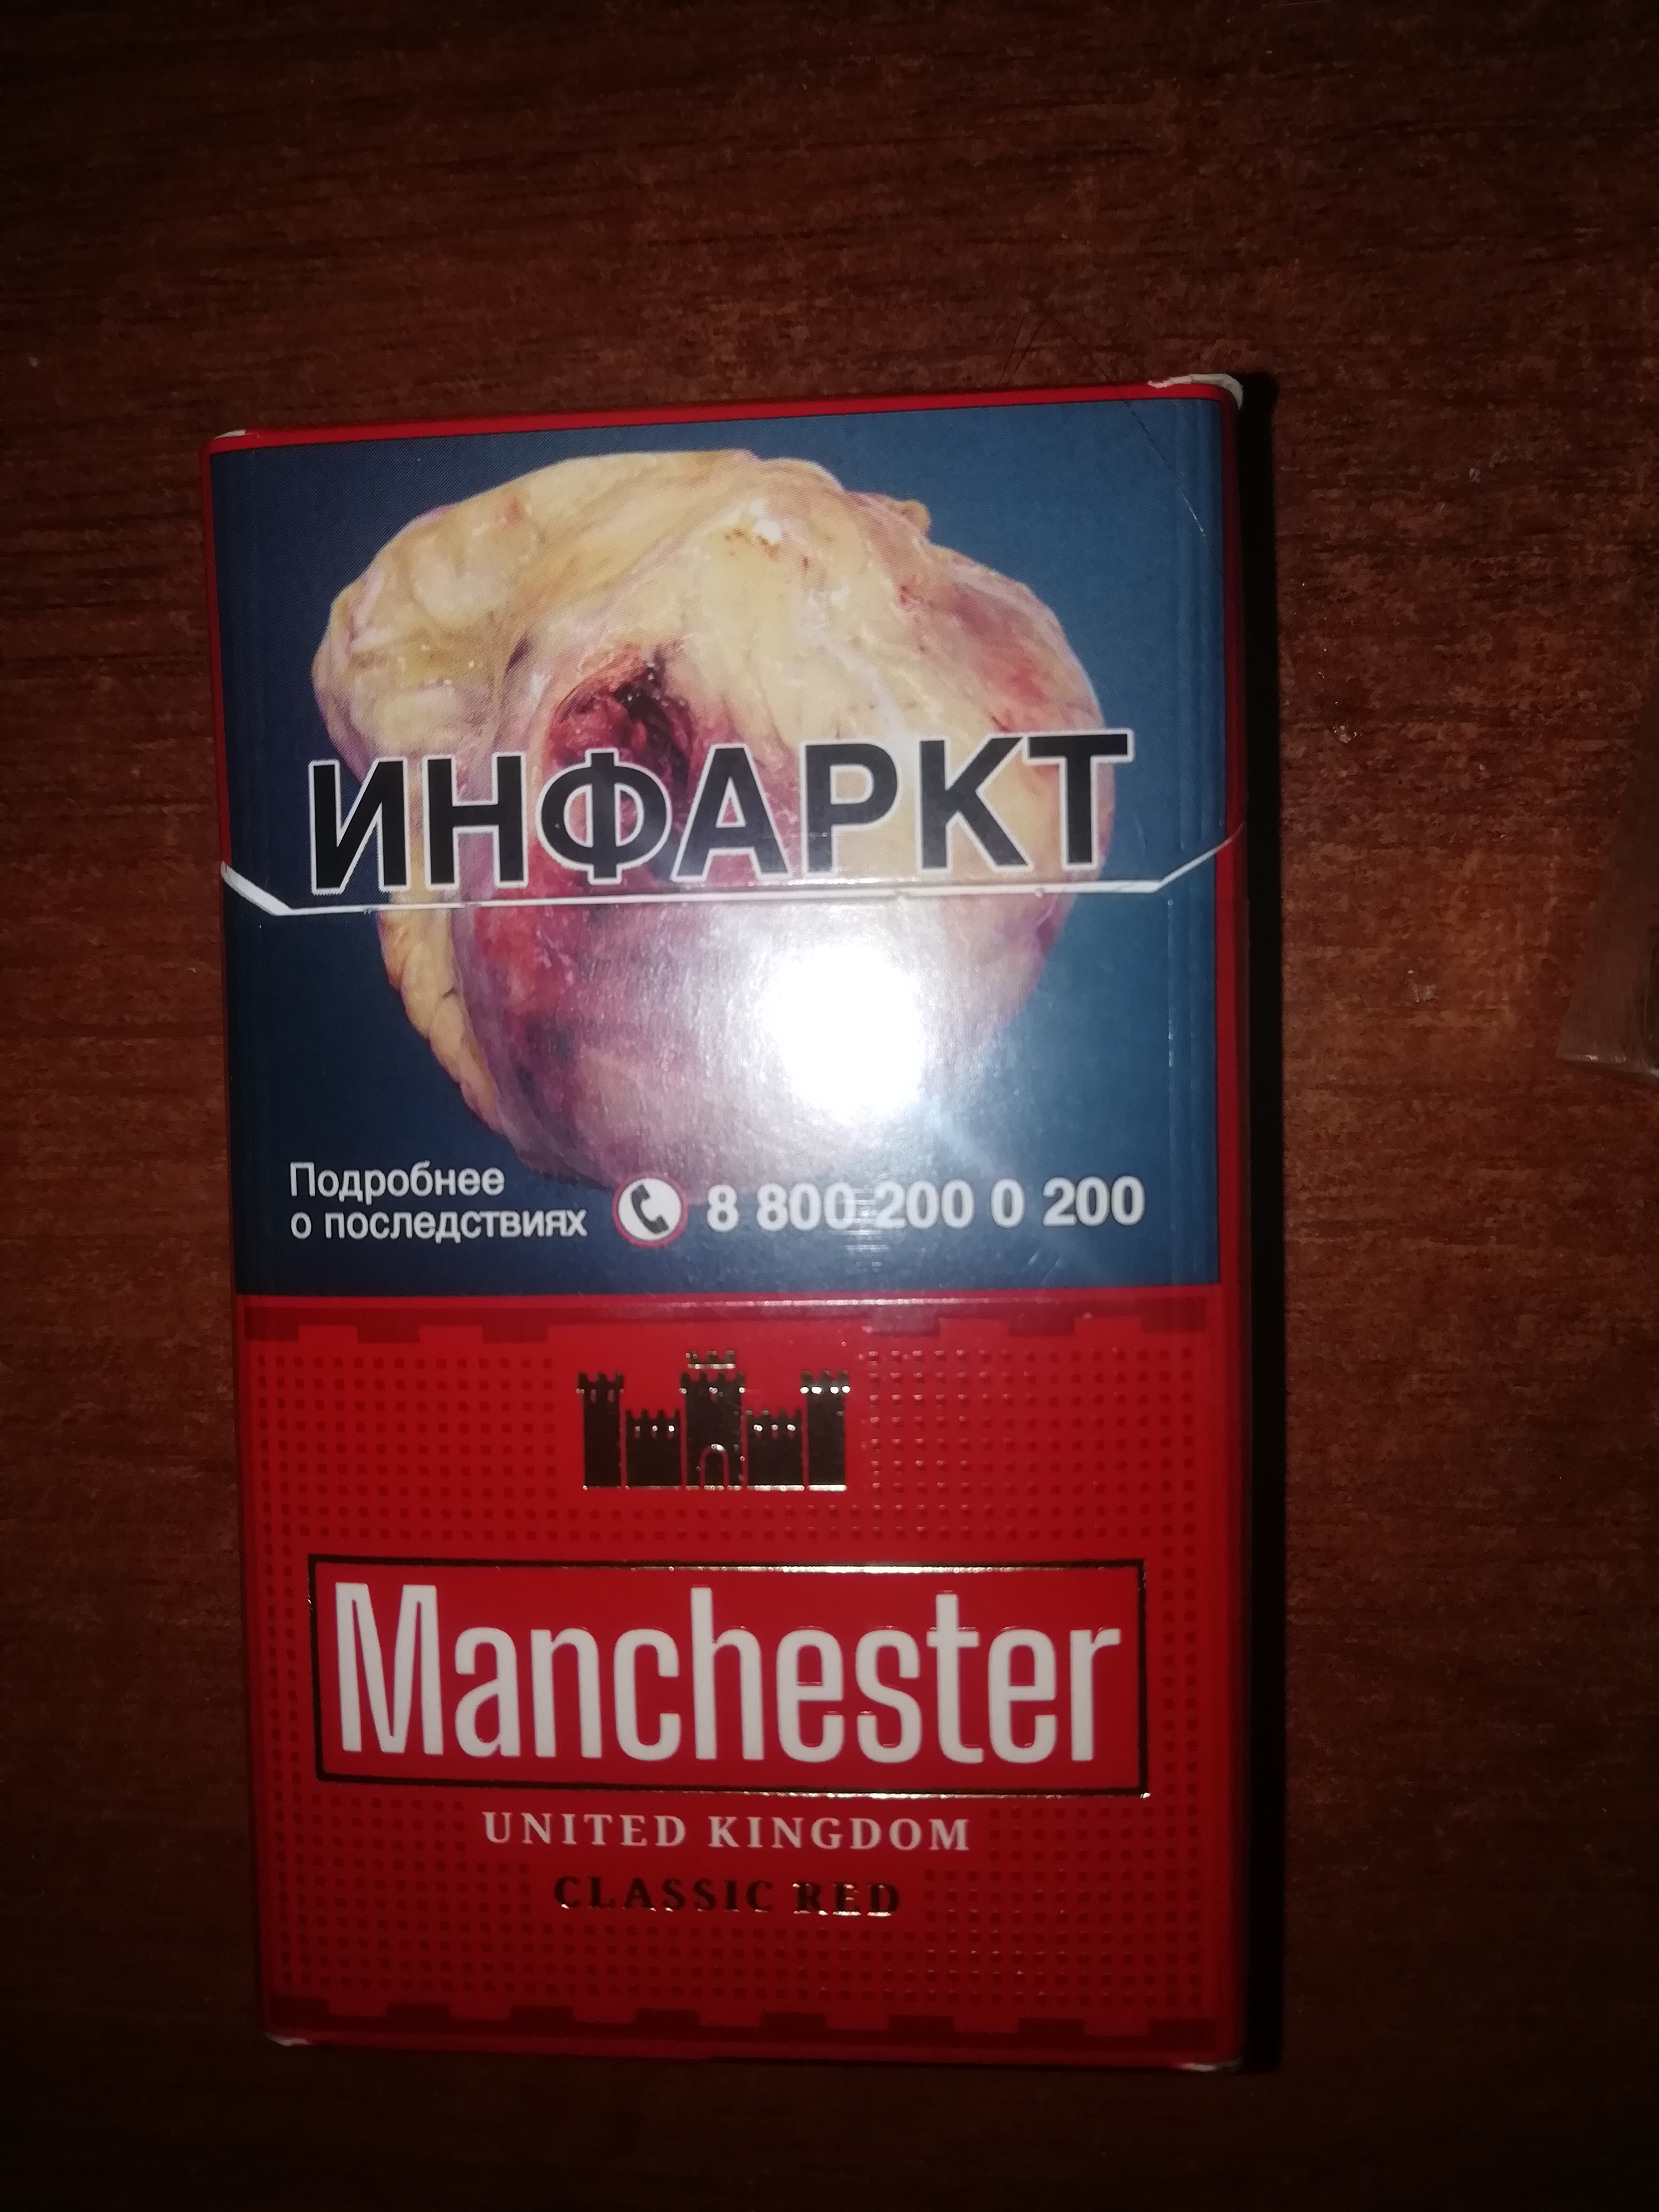 ИНФАРКТ
Подробнее
о последствиях
8 800 200 0 200
Manchester
UNITED KINGDOM
CLASSIC RED